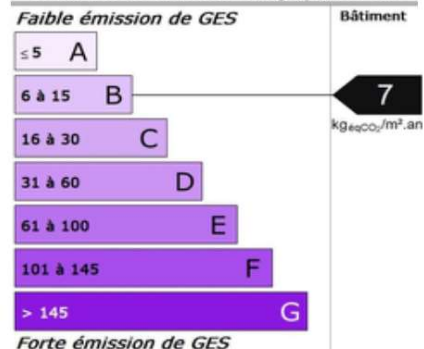 Faible émission de GES
Bâtiment
≤ 5 A
6 à 15 B
7
kgéqCO₂/m².an
16 à 30 C
31 à 60 D
61 à 100 E
101 à 145 F
> 145 G
Forte émission de GES